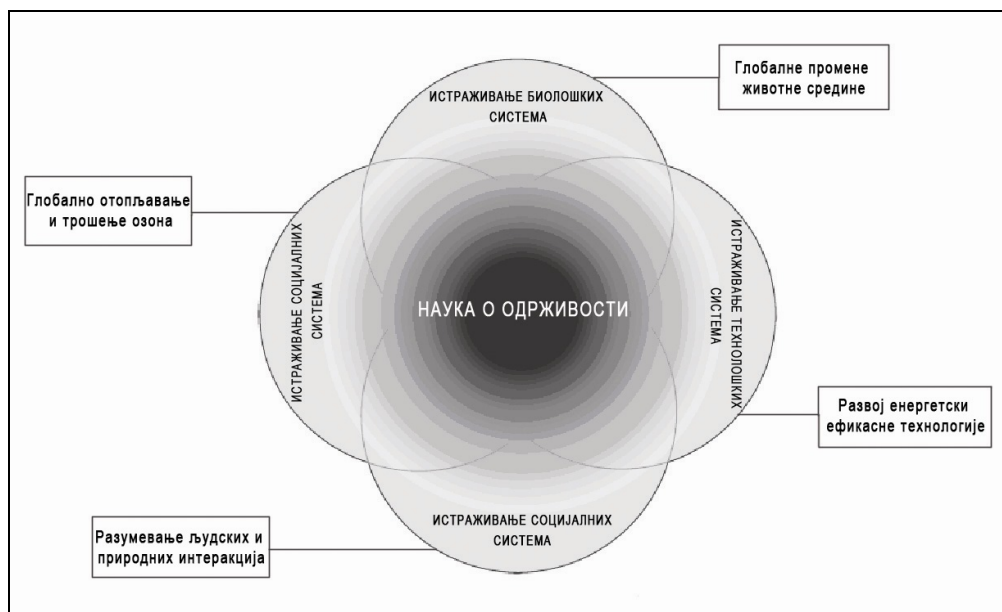 Глобалне промене
животне средине
ИСТРАЖИВАЊЕ БИОЛОШКИХ
СИСТЕМА
Глобално отопљавање
и трошење озона
ИСТРАЖИВАЊЕ СОЦИЈАЛНИХ
СИСТЕМА
НАУКА О ОДРЖИВОСТИ
ИСТРАЖИВАЊЕ ТЕХНОЛОШКИХ
СИСТЕМА
Развој енергетски
ефикасне технологије
ИСТРАЖИВАЊЕ СОЦИЈАЛНИХ
СИСТЕМА
Разумевање људских и
природних интеракција